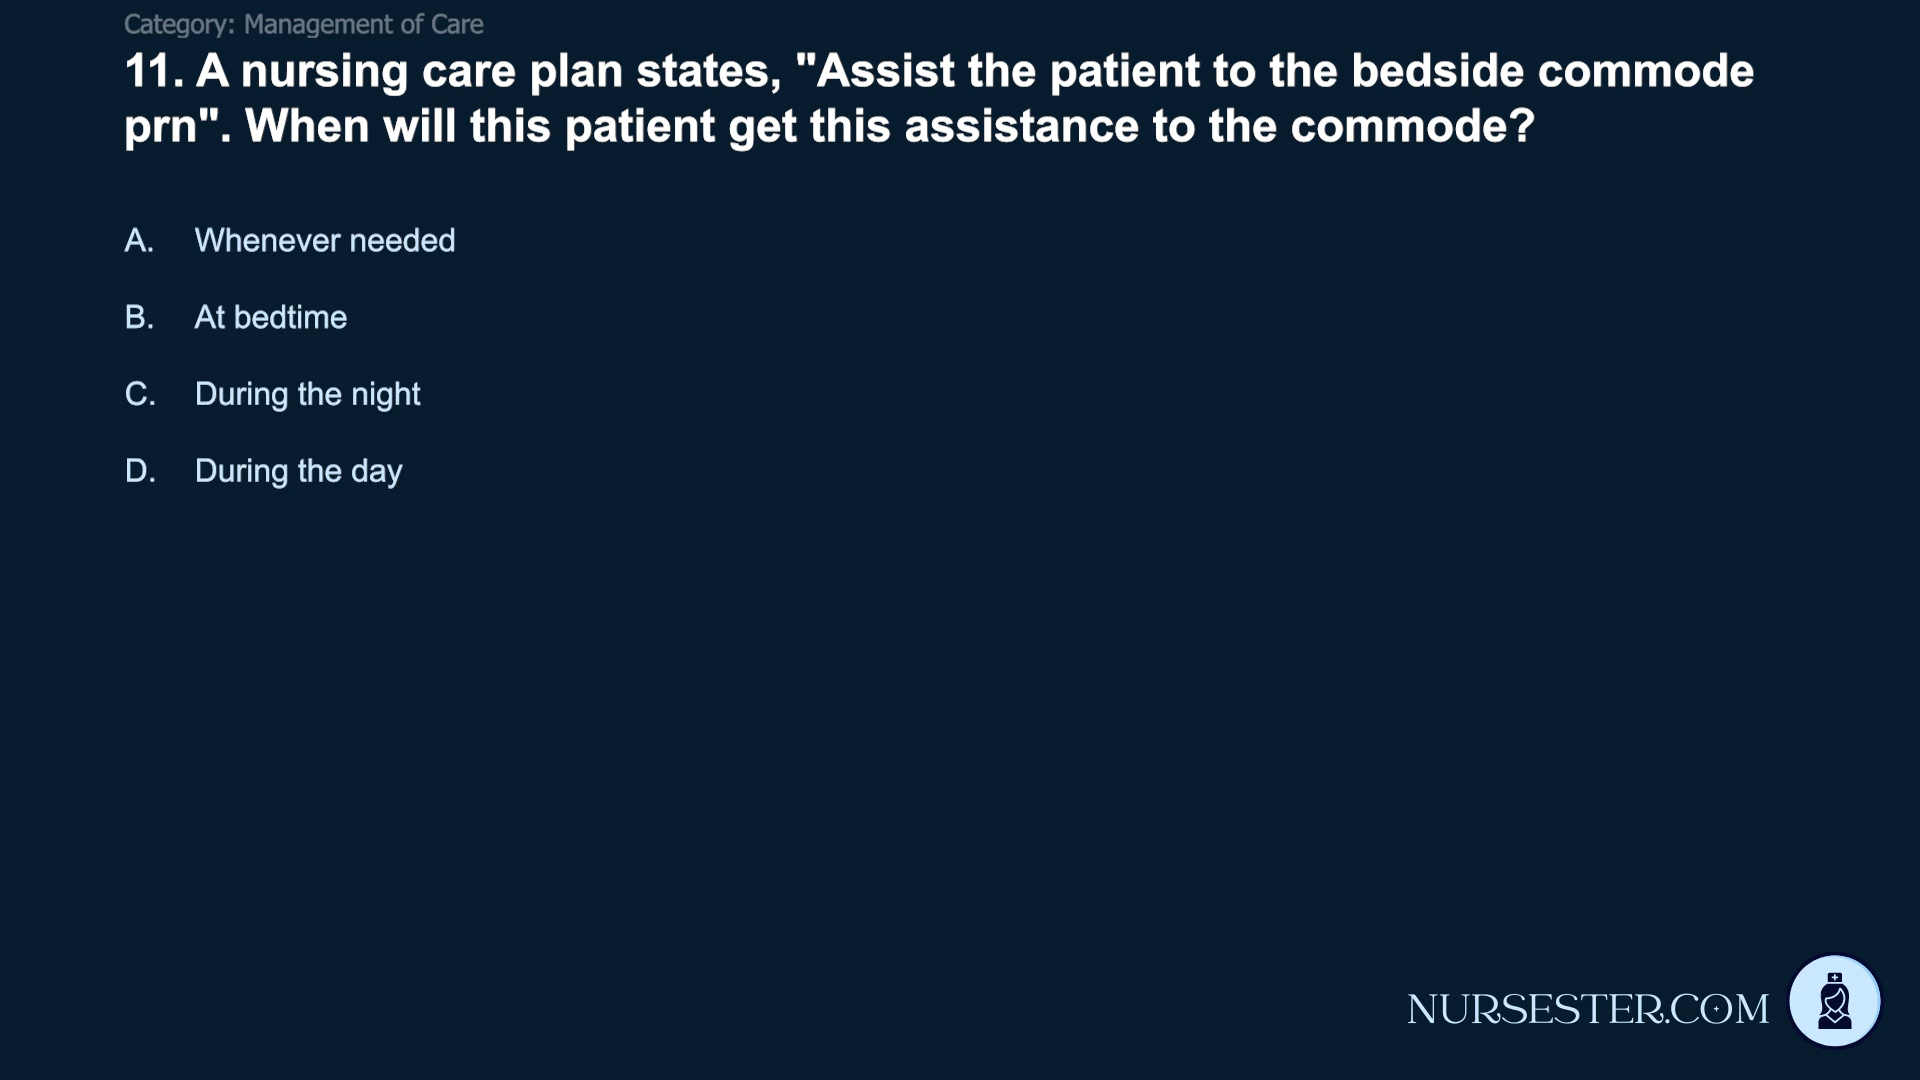 Category: Management of Care
11. A nursing care plan states, "Assist the patient to the bedside commode
prn". When will this patient get this assistance to the commode?
A. Whenever needed
B. At bedtime
C. During the night
D. During the day
NURSESTER.COM